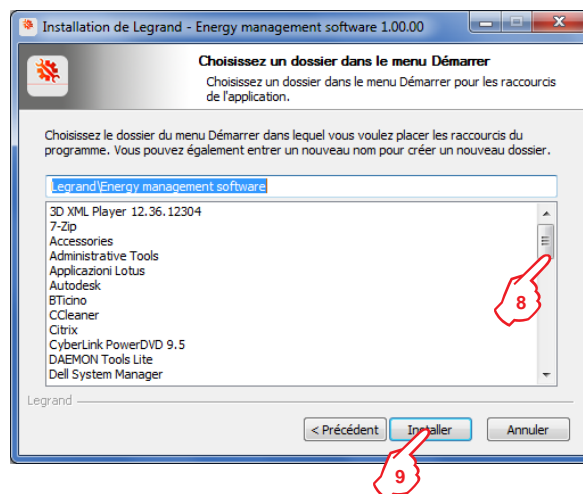 Installation de Legrand - Energy management software 1.00.00
Choisissez un dossier dans le menu Démarrer
Choisissez un dossier dans le menu Démarrer pour les raccourcis
de l'application.
Choisissez le dossier du menu Démarrer dans lequel vous voulez placer les raccourcis du
programme. Vous pouvez également entrer un nouveau nom pour créer un nouveau dossier.
Legrand\Energy management software
3D XML Player 12.36.12304
7-Zip
Accessories
Administrative Tools
Applicazioni Lotus
Autodesk
BTicino
CCleaner
Citrix
CyberLink PowerDVD 9.5
DAEMON Tools Lite
Dell System Manager
8
Legrand
< Précédent
Installer
Annuler
9